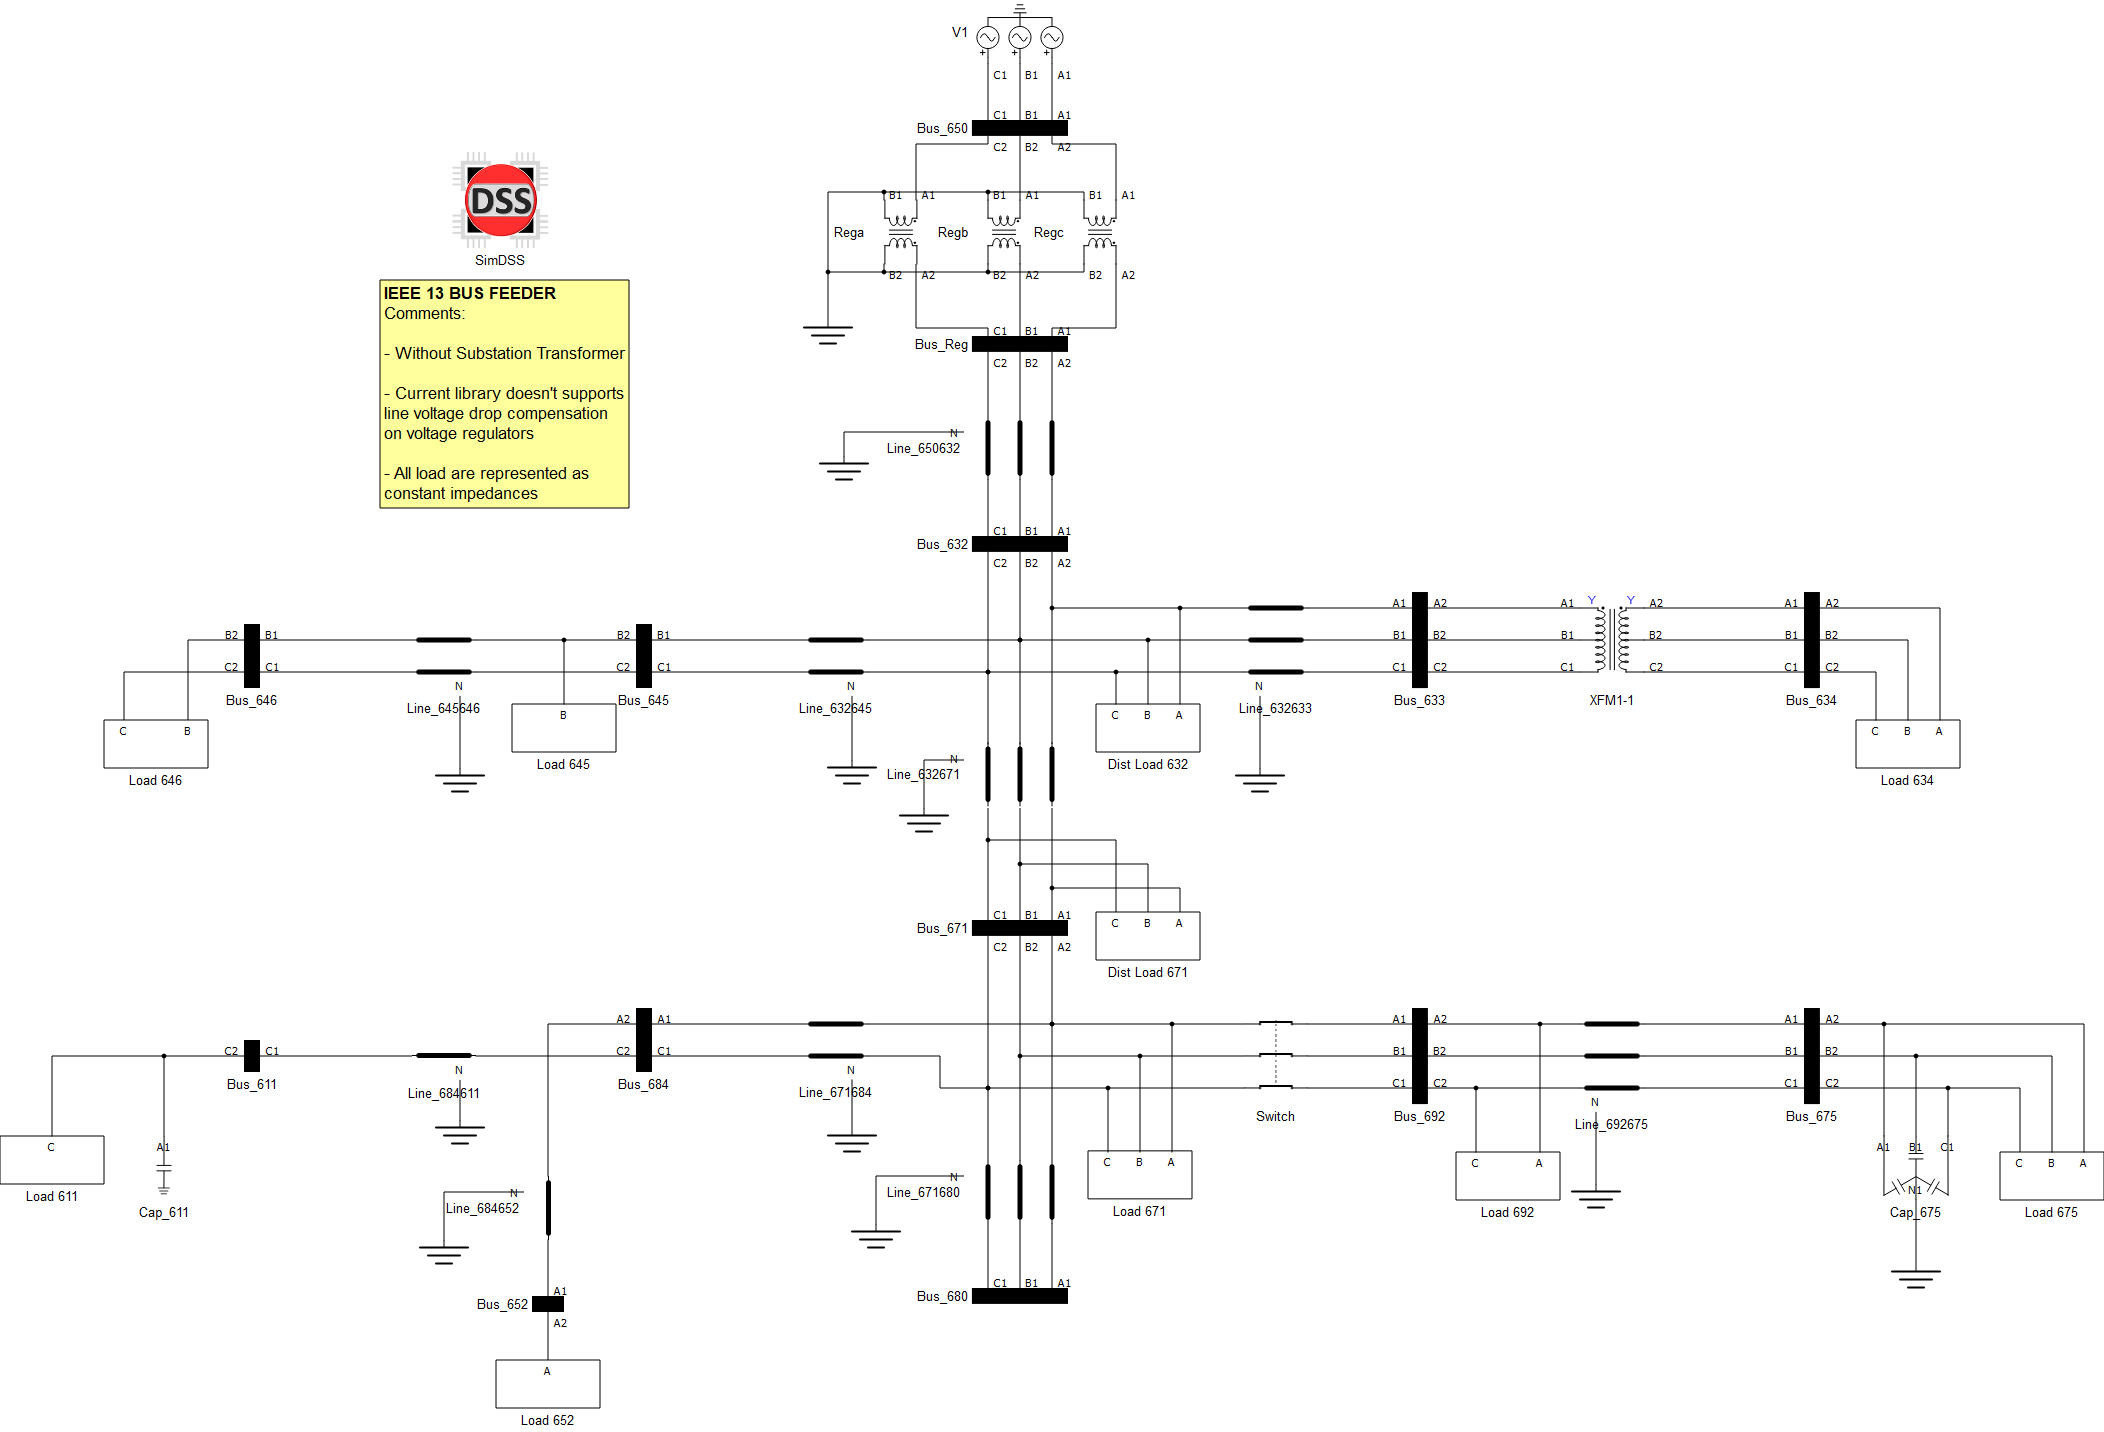 V1
+ + +
C1 B1 A1
C1 B1 A1
Bus_650
C2 B2 A2
B1 A1 B1 A1 B1 A1
Rega Regb Regc
B2 A2 B2 A2 B2 A2
C1 B1 A1
Bus_Reg
C2 B2 A2
DSS
SimDSS
IEEE 13 BUS FEEDER
Comments:
- Without Substation Transformer
- Current library doesn't supports
line voltage drop compensation
on voltage regulators
- All load are represented as
constant impedances
N
Line_650632
C1 B1 A1
Bus_632
C2 B2 A2
B2 B1 B2 B1
C2 C1 C2 C1
Bus_646
N
Line_645646
Bus_645
N
Line_632645
C B
Load 646
B
Load 645
C B A
Dist Load 632
N
Line_632633
A1 A2
B1 B2
C1 C2
Bus_633
Y Y
A1 A2
B1 B2
C1 C2
XFM1-1
A1 A2
B1 B2
C1 C2
Bus_634
C B A
Load 634
N
Line_632671
C1 B1 A1
Bus_671
C2 B2 A2
C B A
Dist Load 671
A2 A1
C2 C1
Bus_684
N
Line_671684
C2 C1
Bus_611
N
Line_684611
C
Load 611
A1
Cap_611
N
Line_684652
A1
Bus_652
A2
A
Load 652
N
Line_671680
C1 B1 A1
Bus_680
C B A
Load 671
Switch
A1 A2
B1 B2
C1 C2
Bus_692
C A
Load 692
N
Line_692675
A1 A2
B1 B2
C1 C2
Bus_675
A1 B1 C1
N1
Cap_675
C B A
Load 675